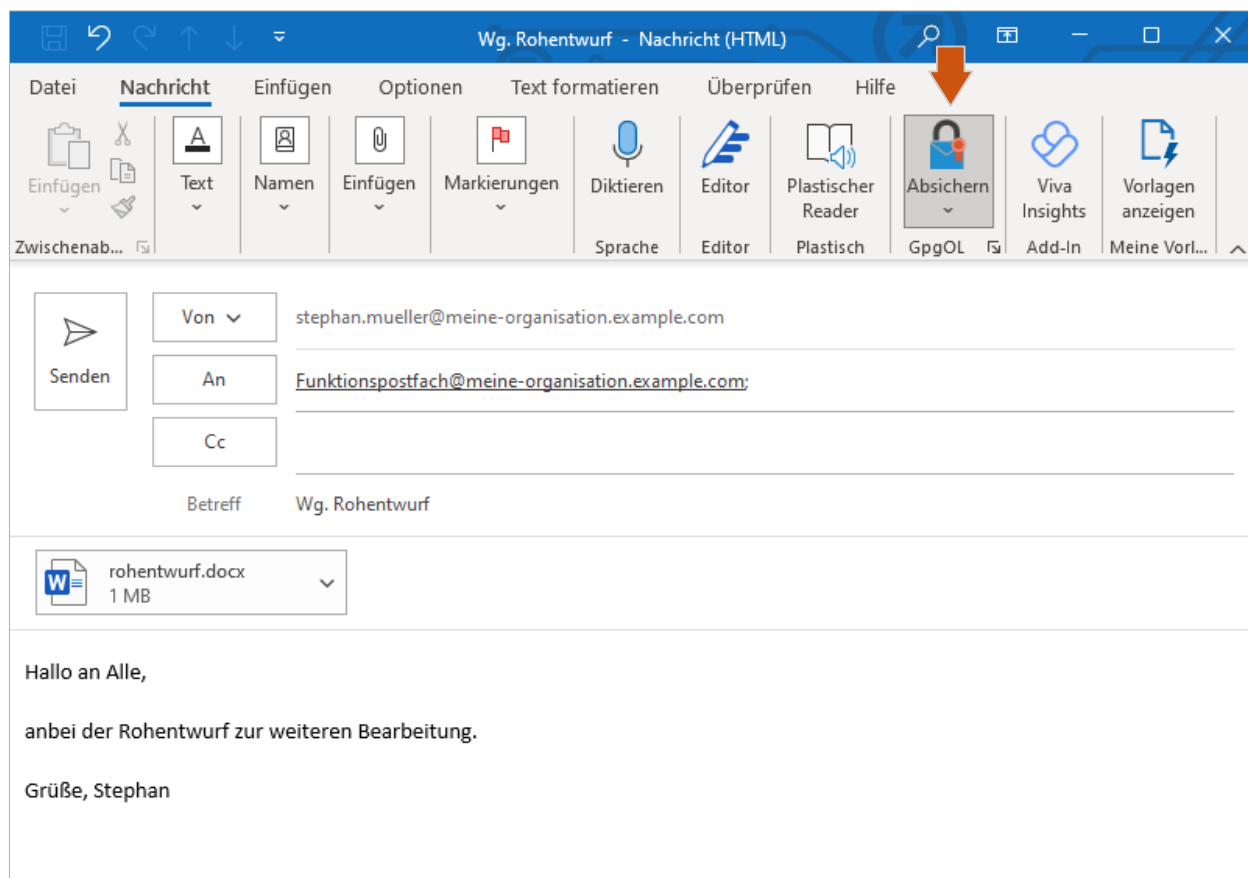 Wg. Rohentwurf - Nachricht (HTML)
Datei Nachricht Einfügen Optionen Text formatieren Überprüfen Hilfe
Einfügen Text Namen Einfügen Markierungen Diktieren Editor Plastischer Reader Absichern Viva Insights Vorlagen anzeigen
Zwischenab... Sprache Editor Plastisch GpgOL Add-In Meine Vorl...
Von stephan.mueller@meine-organisation.example.com
Senden
An Funktionspostfach@meine-organisation.example.com;
Cc
Betreff Wg. Rohentwurf
W rohentwurf.docx
1 MB
Hallo an Alle,
anbei der Rohentwurf zur weiteren Bearbeitung.
Grüße, Stephan